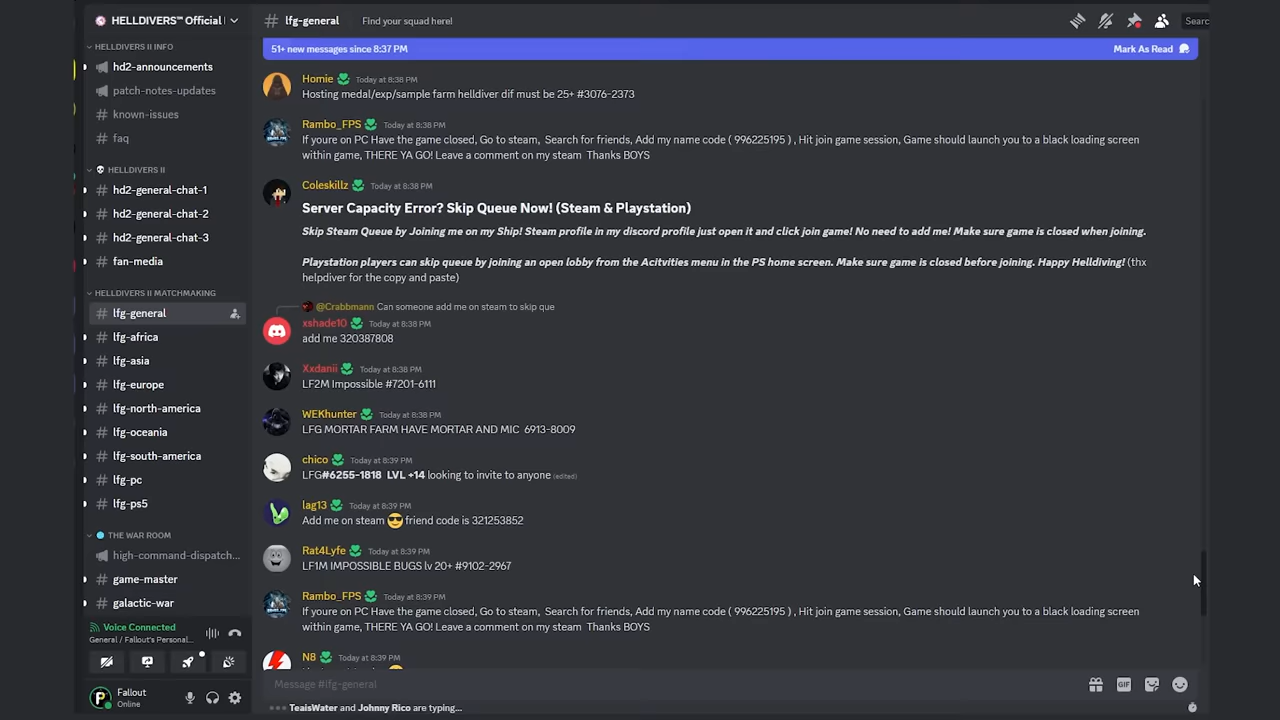 HELLDIVERS™ Official
HELLDIVERS II INFO
hd2-announcements
patch-notes-updates
known-issues
faq
HELLDIVERS II
hd2-general-chat-1
hd2-general-chat-2
hd2-general-chat-3
fan-media
HELLDIVERS II MATCHMAKING
lfg-general
lfg-africa
lfg-asia
lfg-europe
lfg-north-america
lfg-oceania
lfg-south-america
lfg-pc
lfg-ps5
THE WAR ROOM
high-command-dispatch...
game-master
galactic-war
Voice Connected
General / Fallout's Personal...
Fallout
Online
# lfg-general Find your squad here! Searc
51+ new messages since 8:37 PM Mark As Read
Homie Today at 8:38 PM
Hosting medal/exp/sample farm helldiver dif must be 25+ #3076-2373
Rambo_FPS Today at 8:38 PM
If youre on PC Have the game closed, Go to steam, Search for friends, Add my name code ( 996225195 ) , Hit join game session, Game should launch you to a black loading screen
within game, THERE YA GO! Leave a comment on my steam Thanks BOYS
Coleskillz Today at 8:38 PM
Server Capacity Error? Skip Queue Now! (Steam & Playstation)
Skip Steam Queue by Joining me on my Ship! Steam profile in my discord profile just open it and click join game! No need to add me! Make sure game is closed when joining.
Playstation players can skip queue by joining an open lobby from the Acitvities menu in the PS home screen. Make sure game is closed before joining. Happy Helldiving! (thx
helpdiver for the copy and paste)
@Crabbmann Can someone add me on steam to skip que
xshade10 Today at 8:38 PM
add me 320387808
Xxdanii Today at 8:38 PM
LF2M Impossible #7201-6111
WEKhunter Today at 8:38 PM
LFG MORTAR FARM HAVE MORTAR AND MIC 6913-8009
chico Today at 8:39 PM
LFG#6255-1818 LVL +14 looking to invite to anyone (edited)
lag13 Today at 8:39 PM
Add me on steam 😎 friend code is 321253852
Rat4Lyfe Today at 8:39 PM
LF1M IMPOSSIBLE BUGS lv 20+ #9102-2967
Rambo_FPS Today at 8:39 PM
If youre on PC Have the game closed, Go to steam, Search for friends, Add my name code ( 996225195 ) , Hit join game session, Game should launch you to a black loading screen
within game, THERE YA GO! Leave a comment on my steam Thanks BOYS
N8 Today at 8:39 PM
Message #lfg-general
GIF
TeaisWater and Johnny Rico are typing...